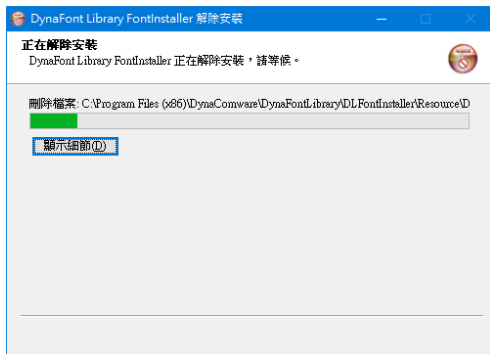 DynaFont Library FontInstaller 解除安裝
正在解除安裝
DynaFont Library FontInstaller 正在解除安裝，請等候。
刪除檔案: C:\Program Files (x86)\DynaComware\DynaFontLibrary\DLFontInstaller\Resource\D
顯示細節(D)